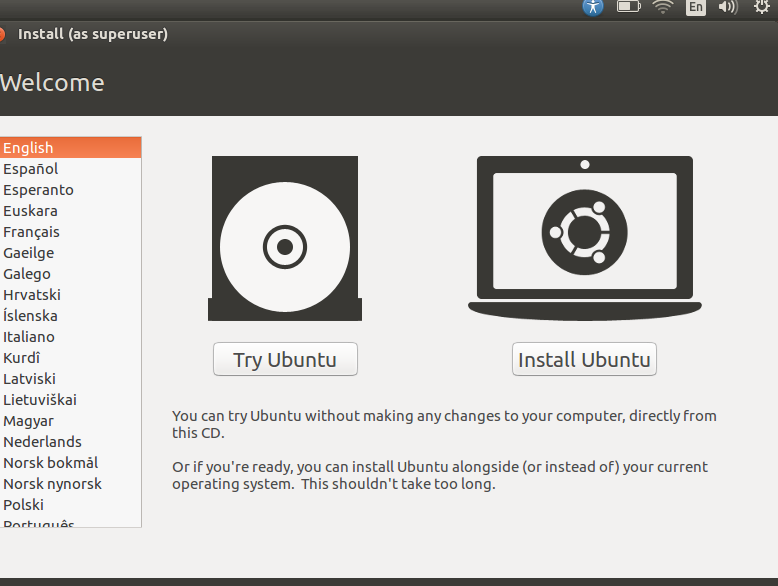 En
Install (as superuser)
Welcome
English
Español
Esperanto
Euskara
Français
Gaeilge
Galego
Hrvatski
Íslenska
Italiano
Kurdî
Latviski
Lietuviškai
Magyar
Nederlands
Norsk bokmål
Norsk nynorsk
Polski
Português
Try Ubuntu
Install Ubuntu
You can try Ubuntu without making any changes to your computer, directly from
this CD.
Or if you're ready, you can install Ubuntu alongside (or instead of) your current
operating system.  This shouldn't take too long.